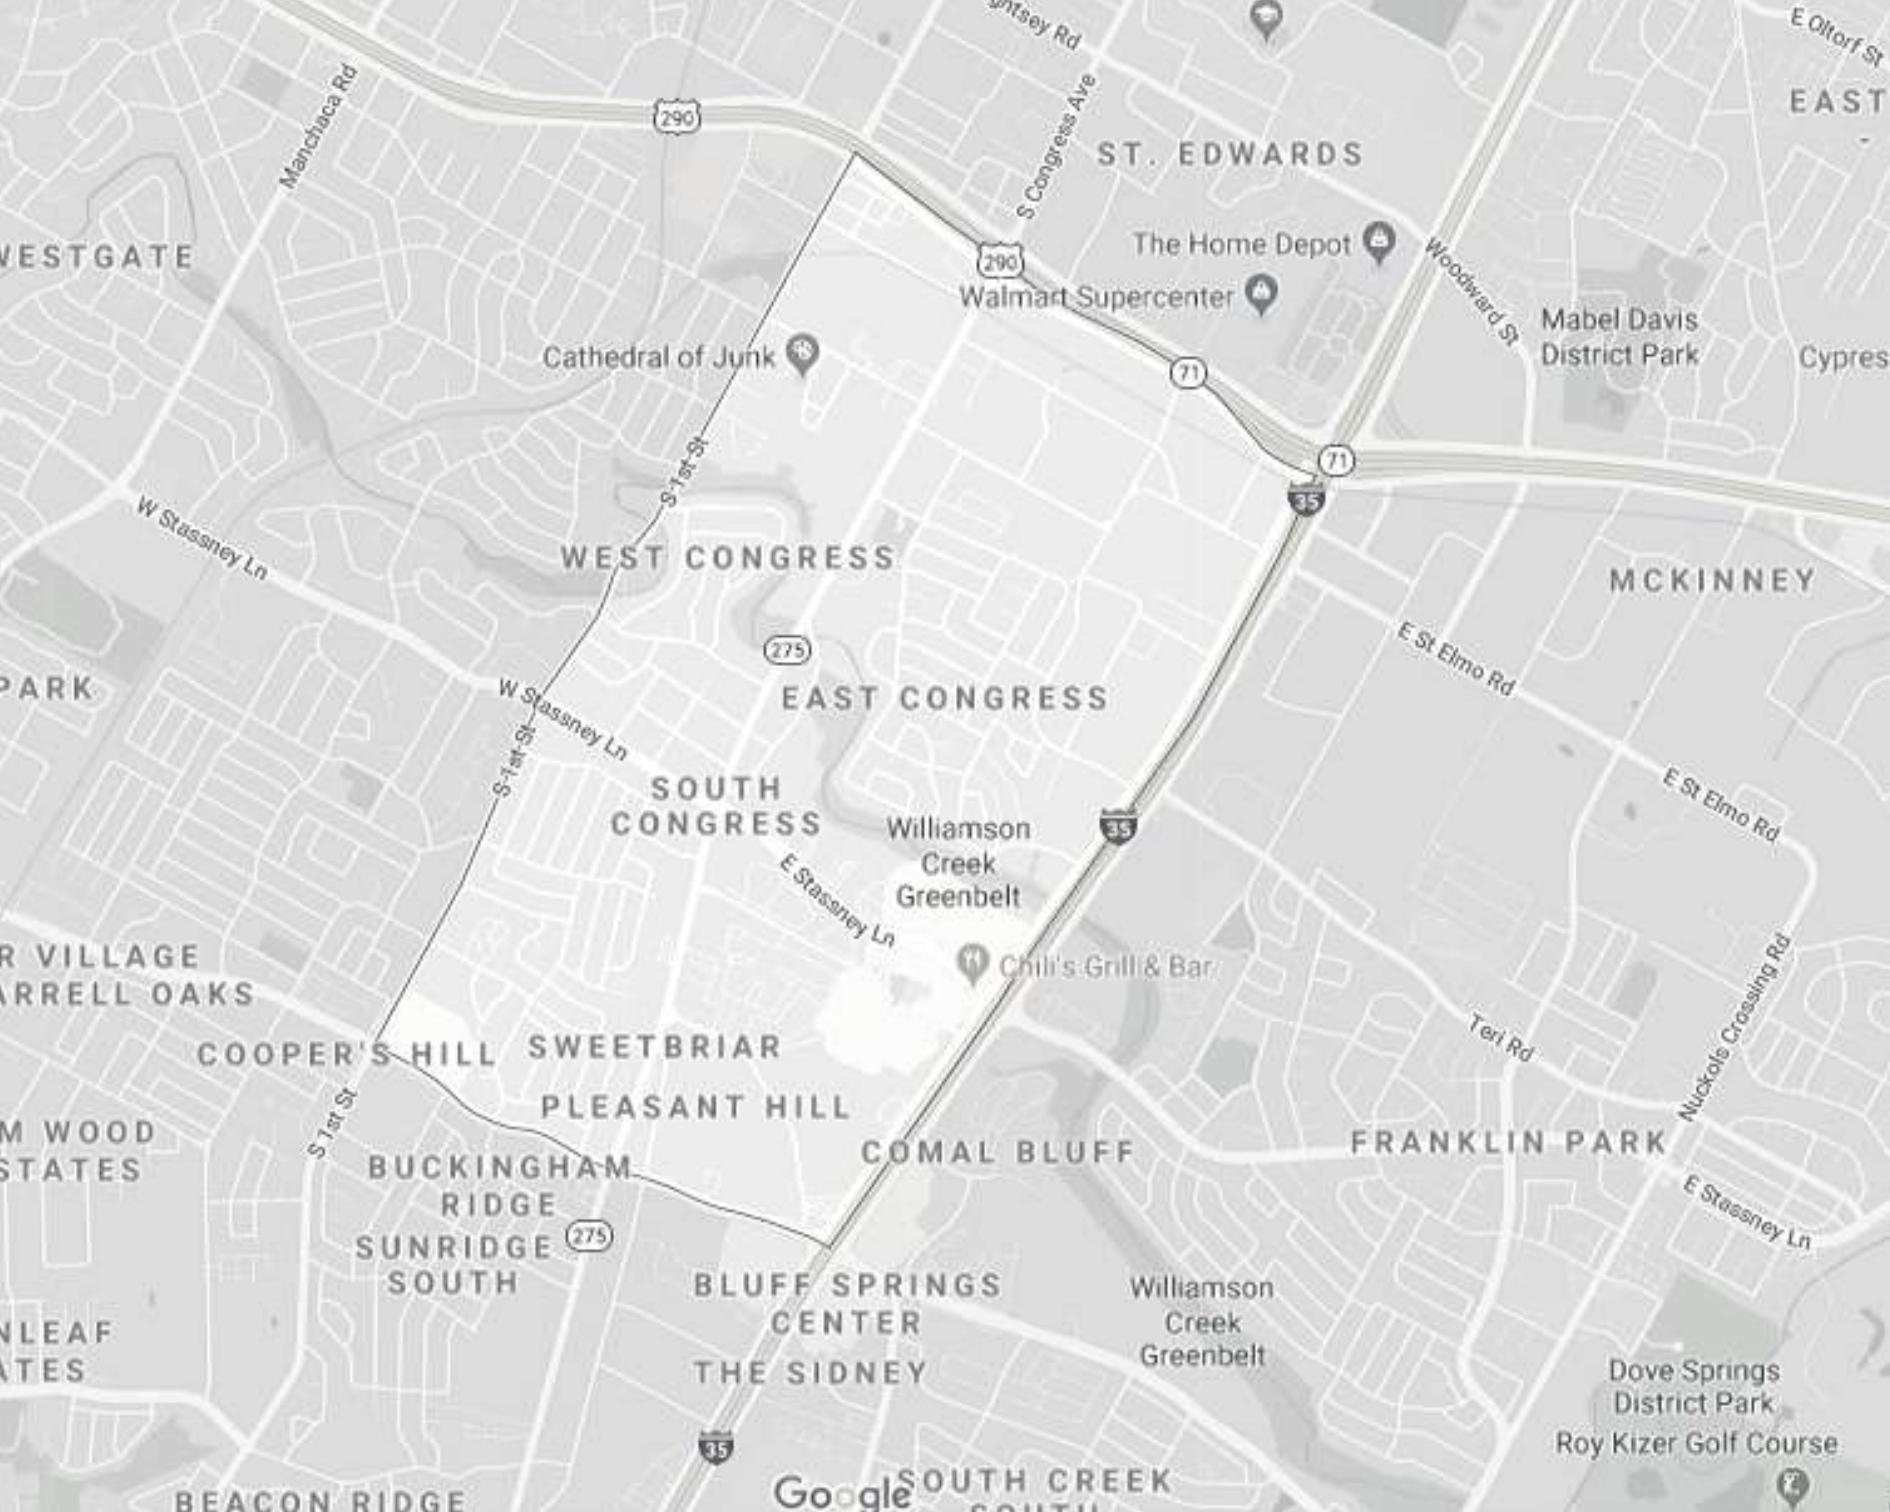 E Oltorf St
EAST
Manchaca Rd
290
S Congress Ave
ST. EDWARDS
WESTGATE
The Home Depot
290
Walmart Supercenter
Woodward St
Mabel Davis
District Park
Cathedral of Junk
71
71
35
S 1st St
W Stassney Ln
WEST CONGRESS
MCKINNEY
275
E St Elmo Rd
PARK
W Stassney Ln
EAST CONGRESS
S 1st St
SOUTH
CONGRESS
E St Elmo Rd
Williamson
Creek
Greenbelt
35
E Stassney Ln
R VILLAGE
ARRELL OAKS
Chili's Grill & Bar
Teri Rd
Nuckols Crossing Rd
COOPER'S HILL
SWEETBRIAR
PLEASANT HILL
S 1st St
M WOOD
STATES
COMAL BLUFF
FRANKLIN PARK
BUCKINGHAM
RIDGE
E Stassney Ln
275
SUNRIDGE
SOUTH
BLUFF SPRINGS
CENTER
Williamson
Creek
Greenbelt
NLEAF
ATES
THE SIDNEY
Dove Springs
District Park
Roy Kizer Golf Course
35
Google
SOUTH CREEK
SOUTH
BEACON RIDGE